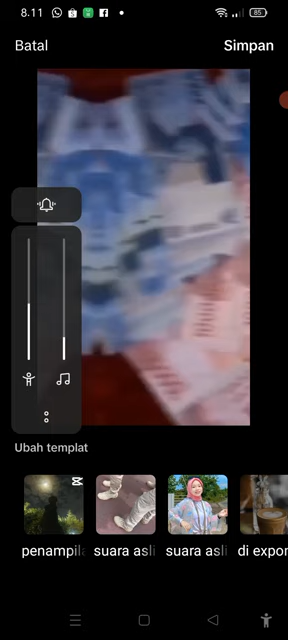 8.11
85
Batal
Simpan
Ubah templat
penampila
suara asli
suara asli
di expor